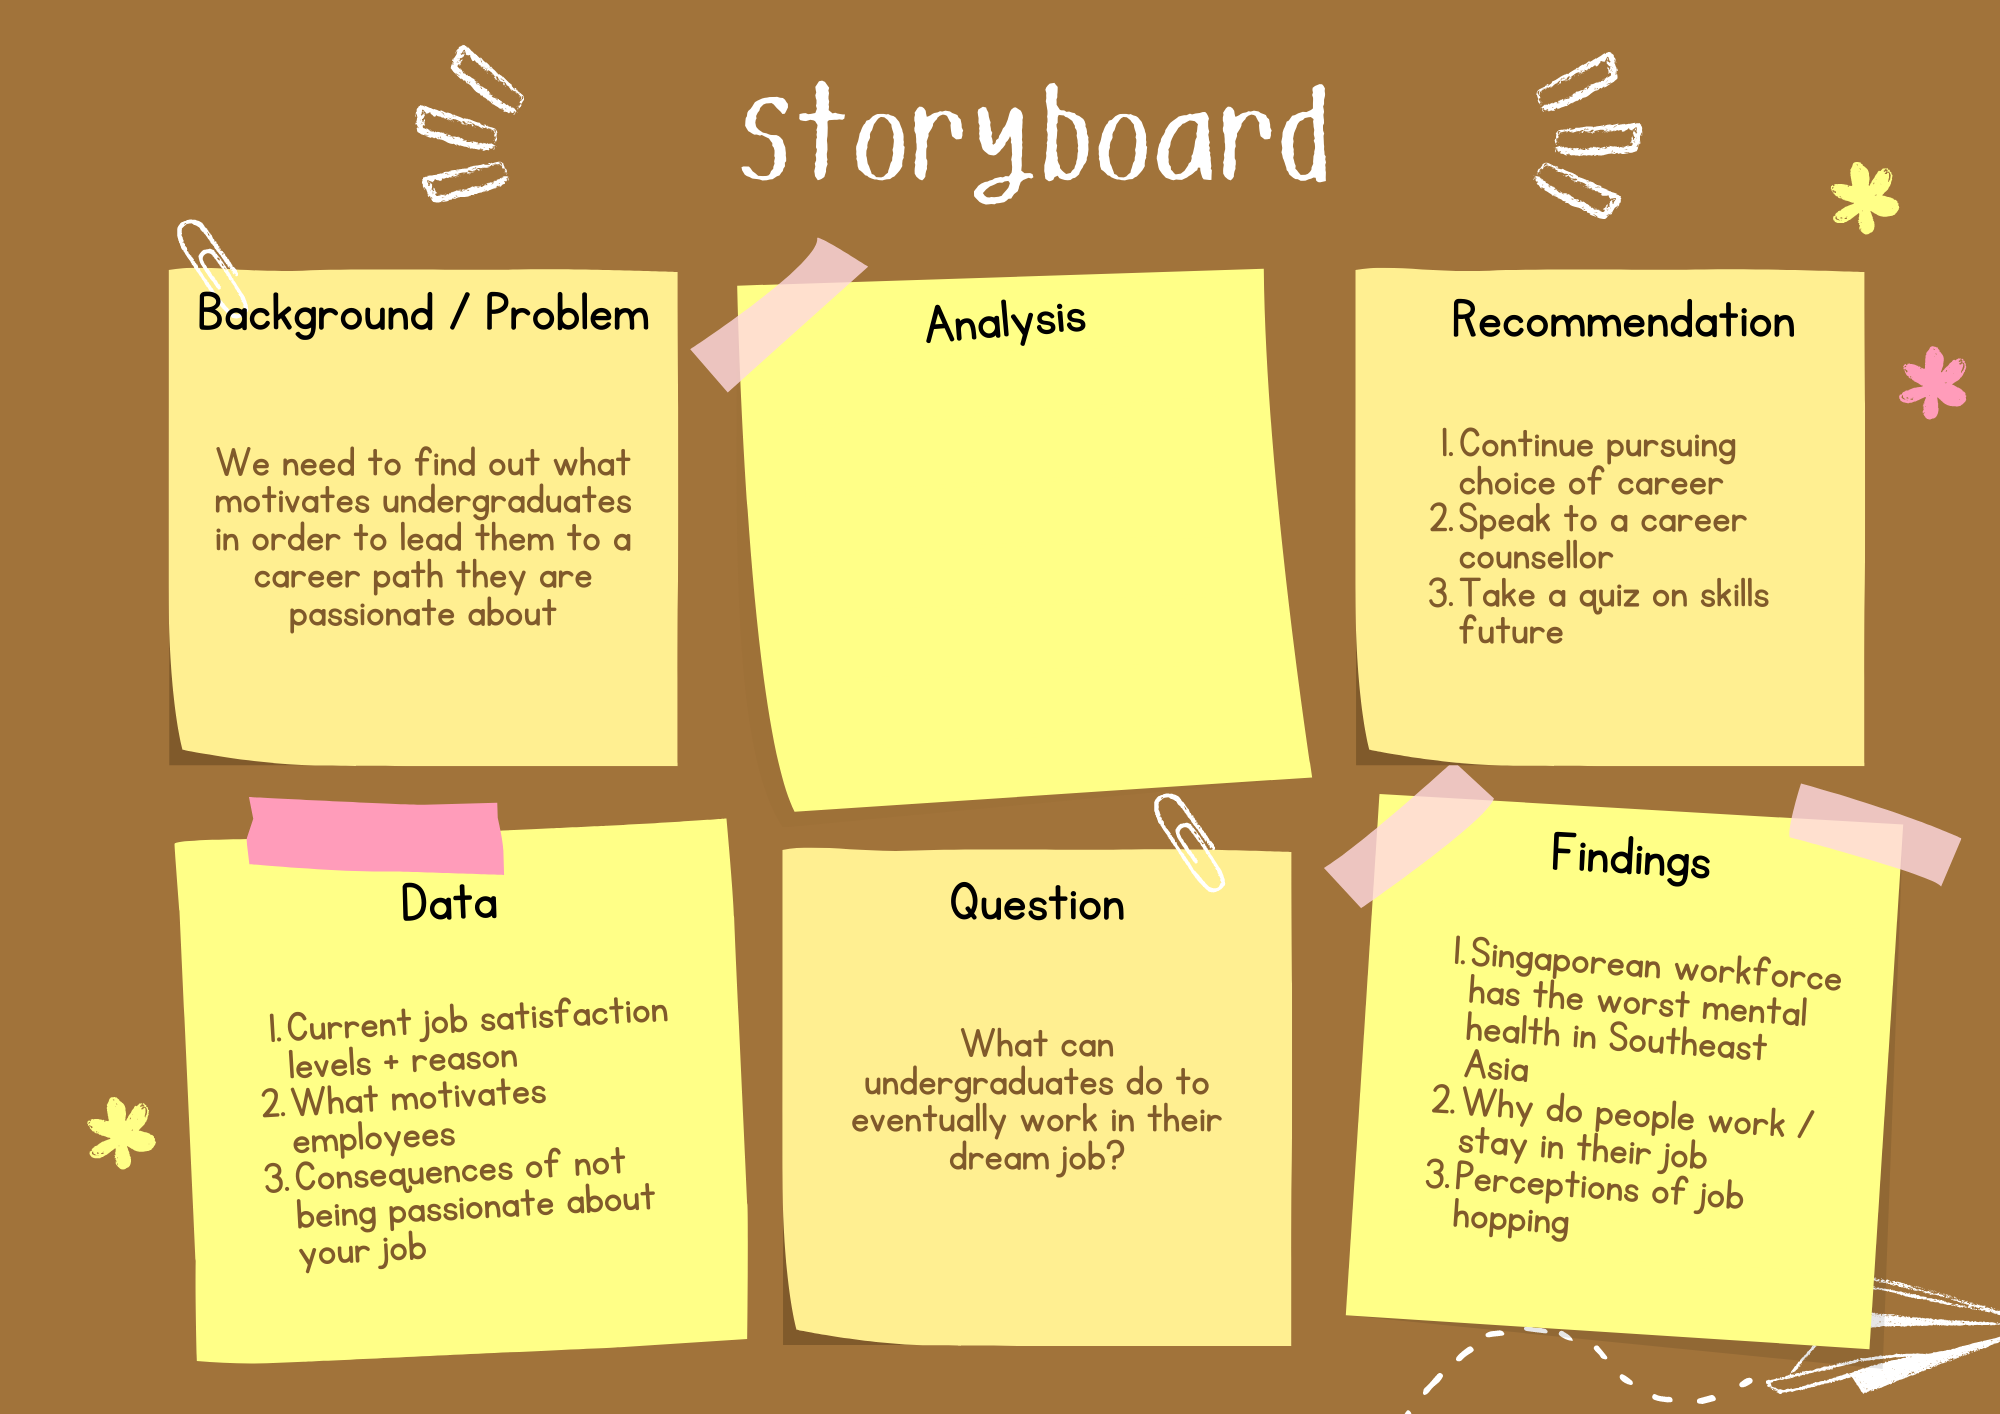 Storyboard
Background / Problem
We need to find out what
motivates undergraduates
in order to lead them to a
career path they are
passionate about
Analysis
Recommendation
1. Continue pursuing
choice of career
2. Speak to a career
counsellor
3. Take a quiz on skills
future
Data
1. Current job satisfaction
levels + reason
2. What motivates
employees
3. Consequences of not
being passionate about
your job
Question
What can
undergraduates do to
eventually work in their
dream job?
Findings
1. Singaporean workforce
has the worst mental
health in Southeast
Asia
2. Why do people work /
stay in their job
3. Perceptions of job
hopping